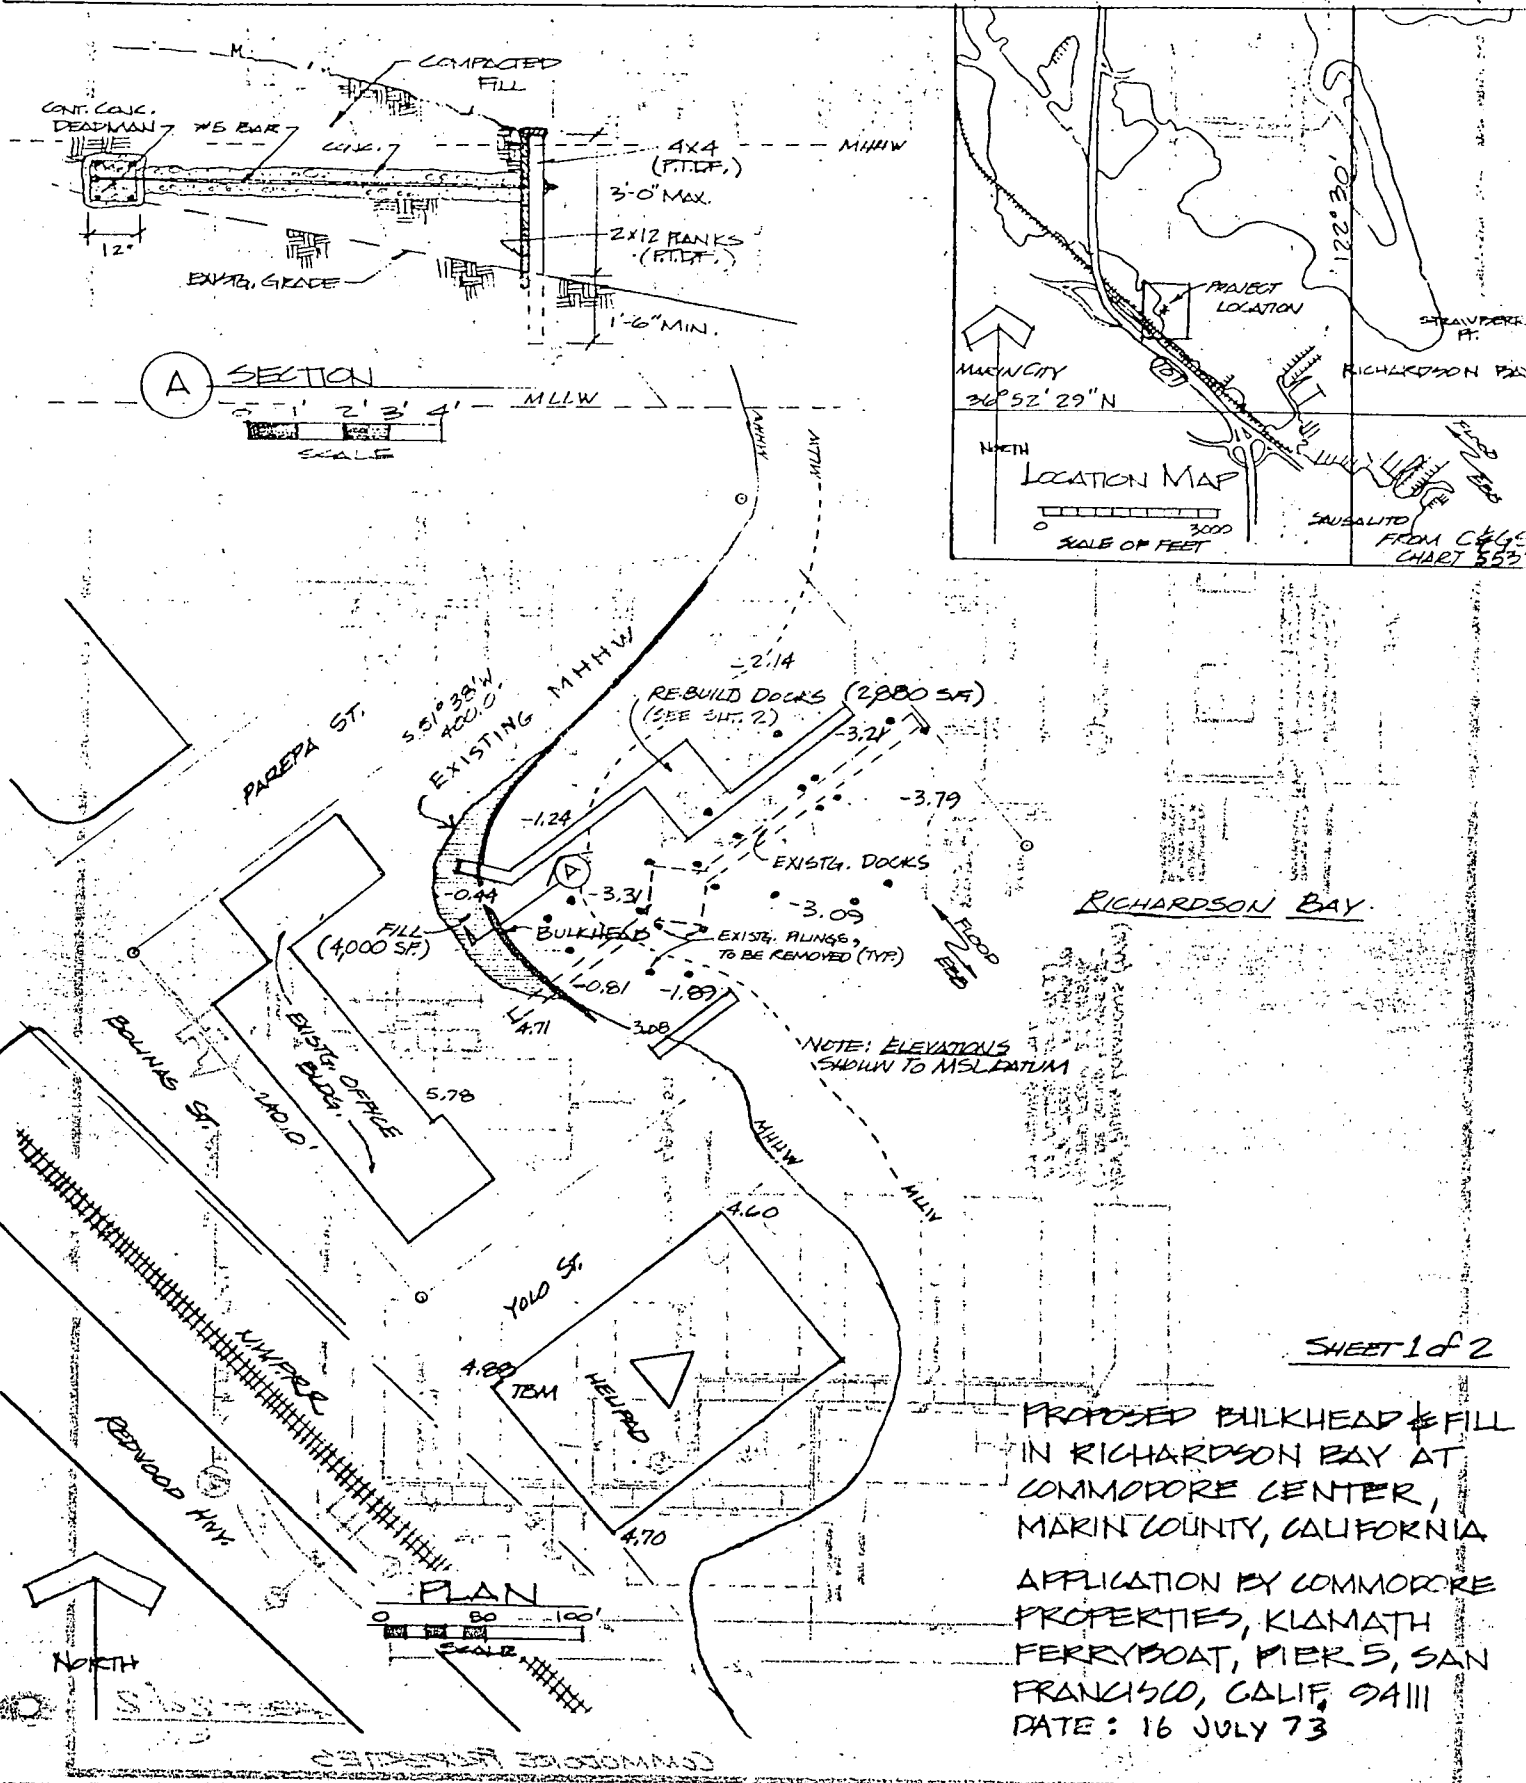 M
COMPACTED
FILL
CONT. CONC.
DEADMAN
#5 BAR
CONC.
MHHW
4x4
(P.T.D.F.)
3'-0" MAX.
2x12 PLANKS
(P.T.D.F.)
12"
EXISTG. GRADE
1'-6" MIN.
A
SECTION
0 1' 2' 3' 4'
SCALE
MLLW
122° 30'
PROJECT
LOCATION
STRAWBERR
PT.
MARIN CITY
36° 52' 29" N
101
RICHARDSON BA
NORTH
LOCATION MAP
0 3000
SCALE OF FEET
FLOOD
EBB
SAUSALITO
FROM C&GS
CHART 553
MHHW
MLLW
PAREPA ST.
S.51° 38' W
400.0'
EXISTING MHHW
-2.14
RE-BUILD DOCKS (2,880 SF)
(SEE SHT. 2)
-3.21
-1.24
-3.79
EXISTG. DOCKS
A
-0.44
-3.31
-3.09
FILL
(4,000 SF.)
BULKHEAD
EXISTG. PILINGS,
TO BE REMOVED (TYP.)
FLOOD
EBB
RICHARDSON BAY
-0.81
-1.89
4.71
3.08
NOTE: ELEVATIONS
SHOWN TO MSL DATUM
BOLINAS ST.
240.0'
EXISTG. OFFICE
BLDG.
5.78
MHHW
MLLW
4.60
YOLO ST.
4.88
TBM
HELIPAD
4.70
N.W.P.R.R.
REDWOOD HWY.
SHEET 1 of 2
PROPOSED BULKHEAD & FILL
IN RICHARDSON BAY AT
COMMODORE CENTER,
MARIN COUNTY, CALIFORNIA
APPLICATION BY COMMODORE
PROPERTIES, KLAMATH
FERRYBOAT, PIER 5, SAN
FRANCISCO, CALIF. 94111
DATE: 16 JULY 73
PLAN
0 50 100'
SCALE
NORTH
COMMODORE PROPERTIES